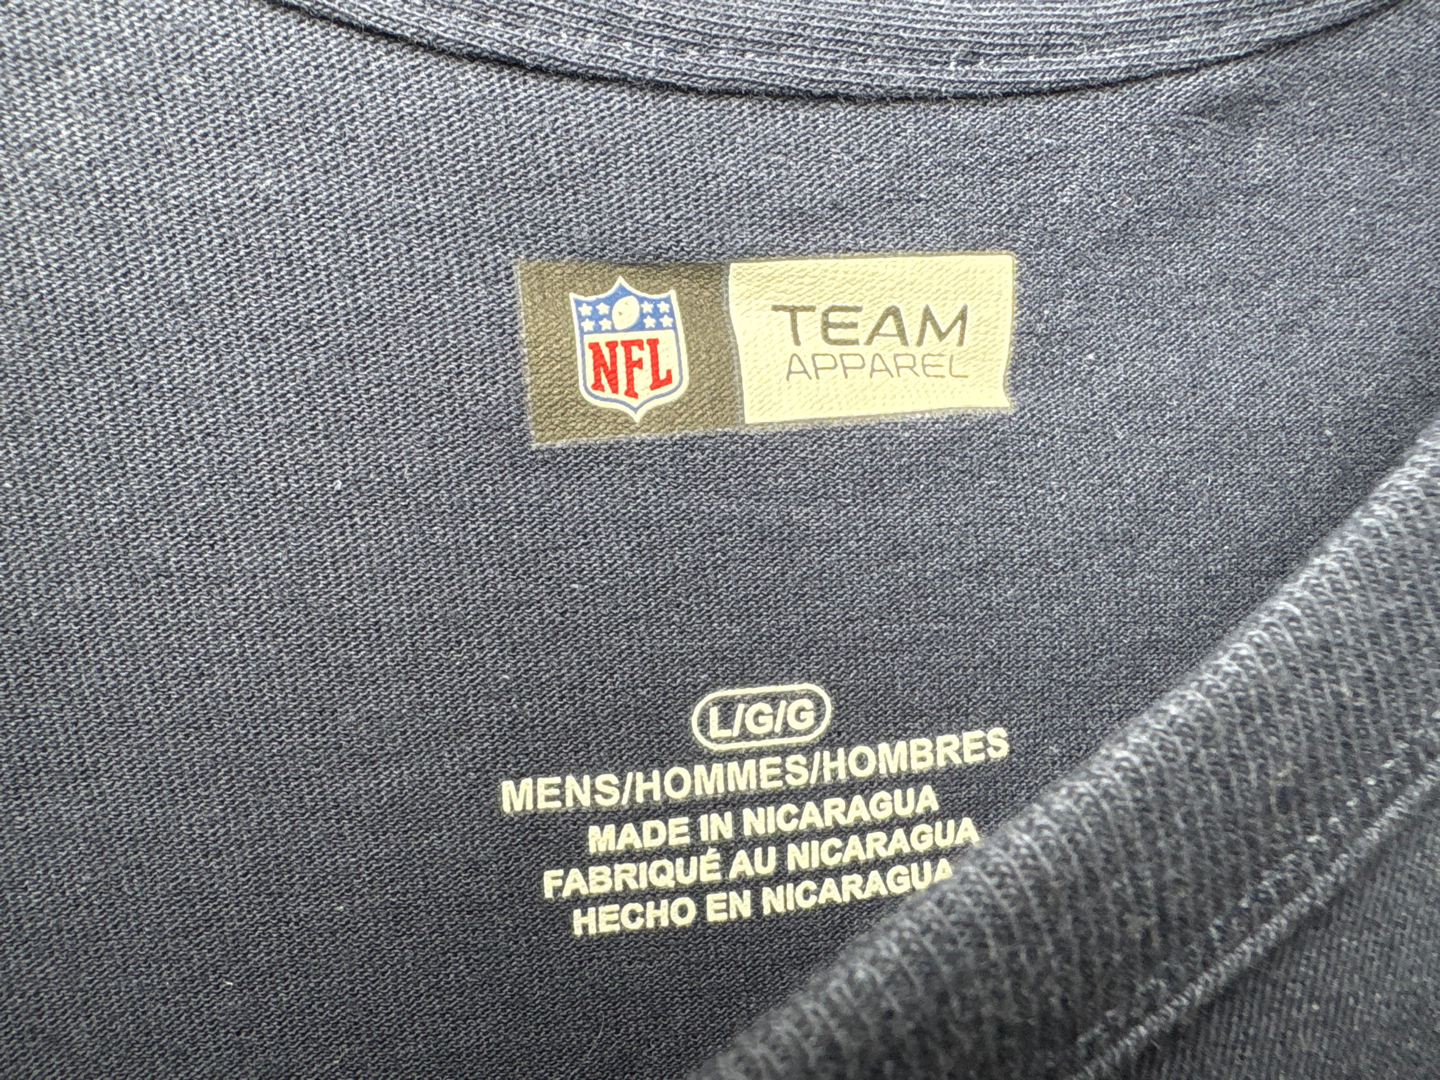 NFL
TEAM
APPAREL
L/G/G
MENS/HOMMES/HOMBRES
MADE IN NICARAGUA
FABRIQUÉ AU NICARAGUA
HECHO EN NICARAGUA